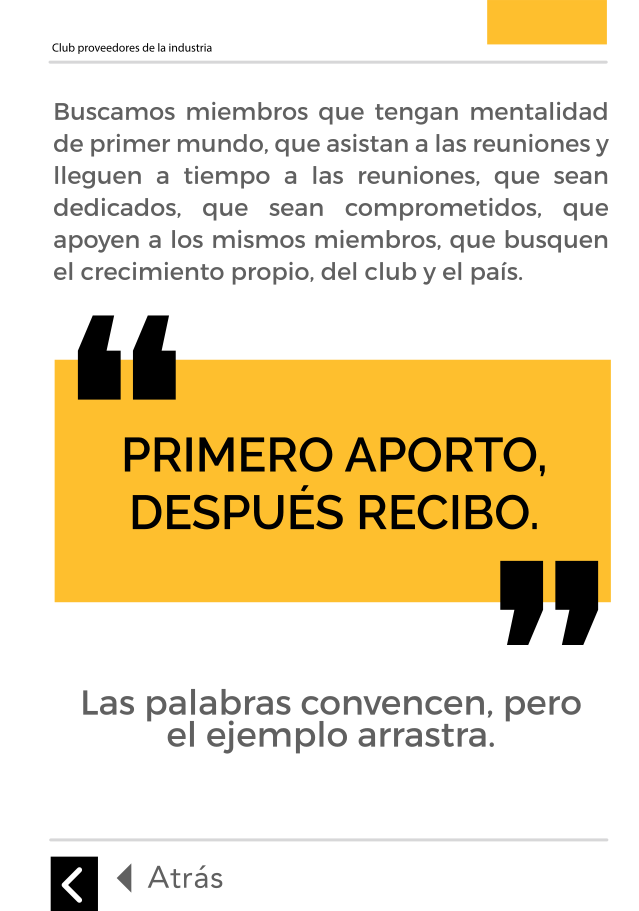 Club proveedores de la industria
Buscamos miembros que tengan mentalidad
de primer mundo, que asistan a las reuniones y
lleguen a tiempo a las reuniones, que sean
dedicados, que sean comprometidos, que
apoyen a los mismos miembros, que busquen
el crecimiento propio, del club y el país.
“
PRIMERO APORTO,
DESPUÉS RECIBO.
”
Las palabras convencen, pero
el ejemplo arrastra.
Atrás